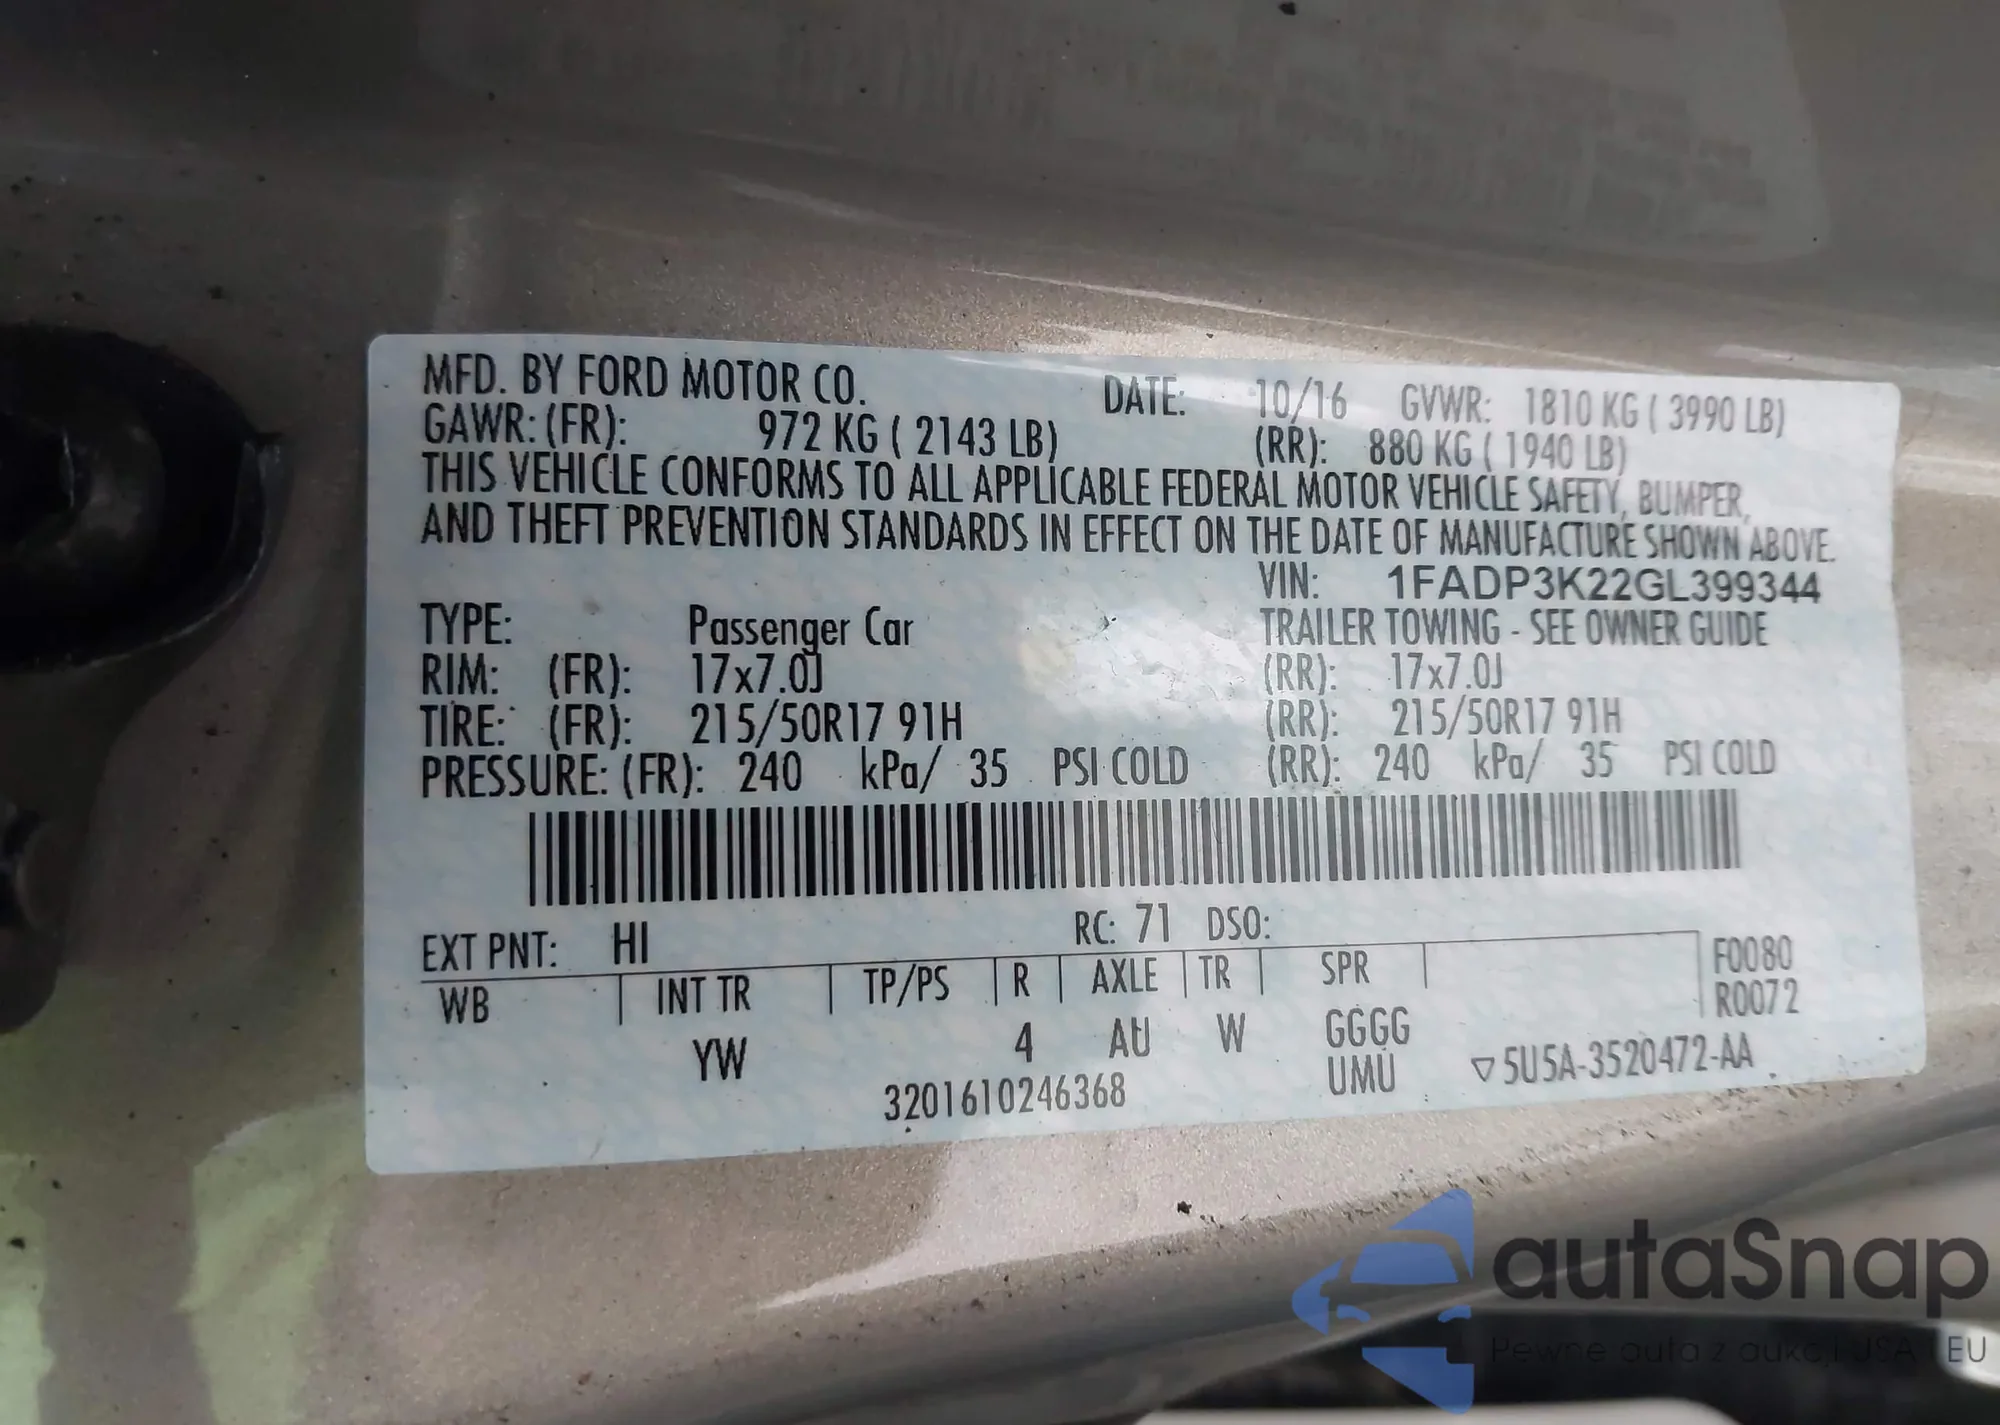 MFD. BY FORD MOTOR CO. DATE: 10/16 GVWR: 1810 KG ( 3990 LB)
GAWR: (FR): 972 KG ( 2143 LB) (RR): 880 KG ( 1940 LB)
THIS VEHICLE CONFORMS TO ALL APPLICABLE FEDERAL MOTOR VEHICLE SAFETY, BUMPER,
AND THEFT PREVENTION STANDARDS IN EFFECT ON THE DATE OF MANUFACTURE SHOWN ABOVE.
VIN: 1FADP3K22GL399344
TYPE: Passenger Car TRAILER TOWING - SEE OWNER GUIDE
RIM: (FR): 17x7.0J (RR): 17x7.0J
TIRE: (FR): 215/50R17 91H (RR): 215/50R17 91H
PRESSURE: (FR): 240 kPa/ 35 PSI COLD (RR): 240 kPa/ 35 PSI COLD
EXT PNT: HI RC: 71 DSO:
WB INT TR TP/PS R AXLE TR SPR F0080
R0072
YW 4 AU W GGGG
3201610246368 UMU ▽5U5A-3520472-AA
autaSnap
Pewne auta z aukcji USA i EU